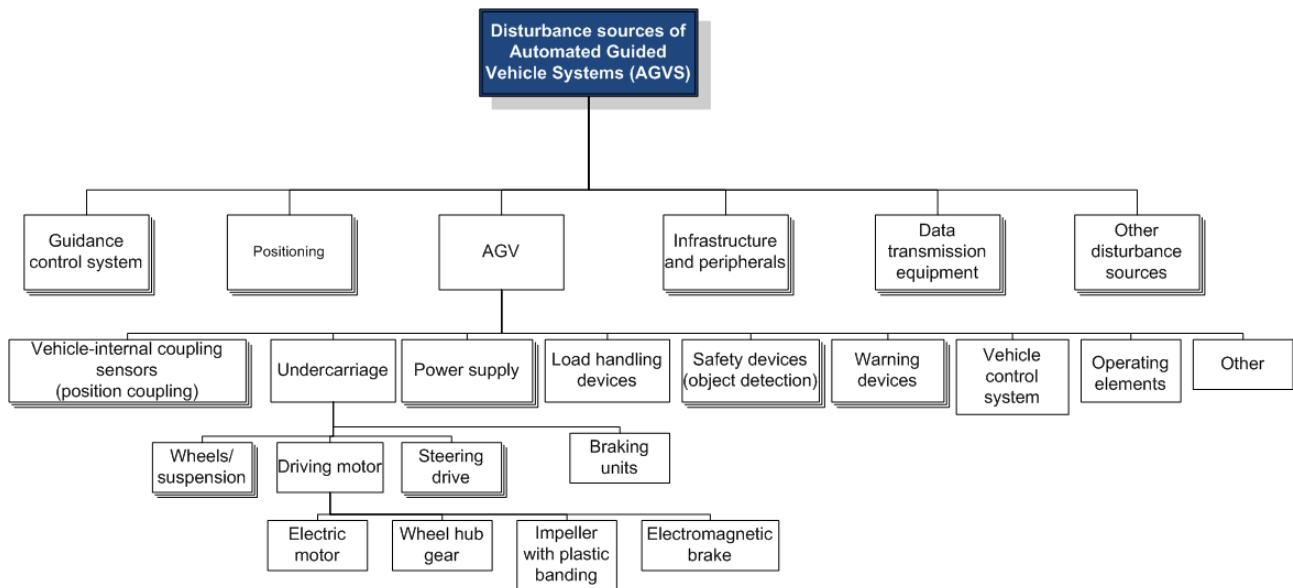 Disturbance sources of
Automated Guided
Vehicle Systems (AGVS)
Guidance
control system
Positioning
AGV
Infrastructure
and peripherals
Data
transmission
equipment
Other
disturbance
sources
Vehicle-internal coupling
sensors
(position coupling)
Undercarriage
Power supply
Load handling
devices
Safety devices
(object detection)
Warning
devices
Vehicle
control
system
Operating
elements
Other
Wheels/
suspension
Driving motor
Steering
drive
Braking
units
Electric
motor
Wheel hub
gear
Impeller
with plastic
banding
Electromagnetic
brake